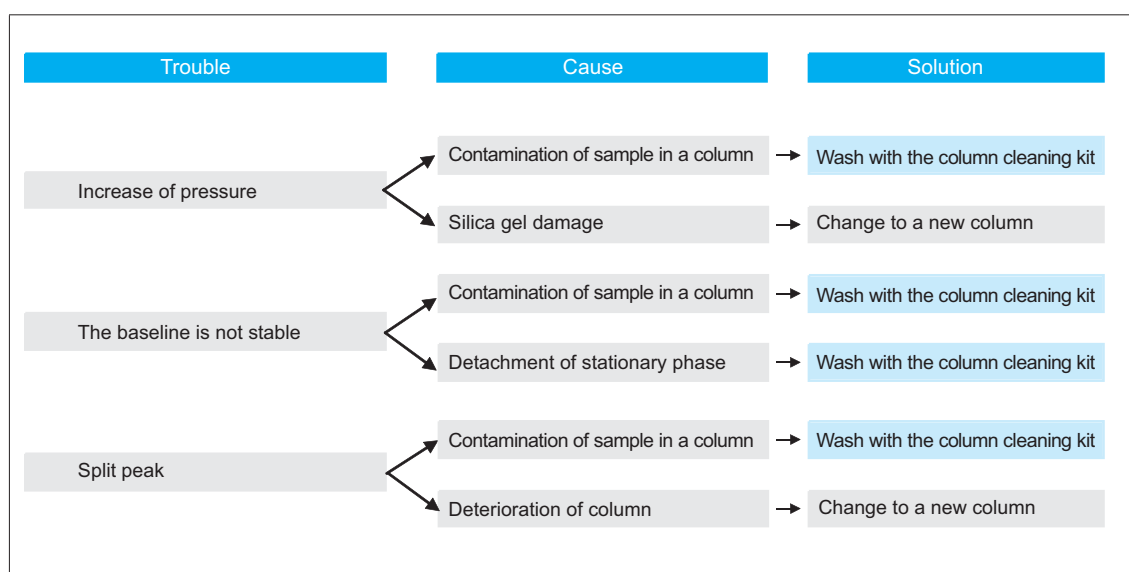 Trouble Cause Solution
Contamination of sample in a column Wash with the column cleaning kit
Increase of pressure
Silica gel damage Change to a new column
Contamination of sample in a column Wash with the column cleaning kit
The baseline is not stable
Detachment of stationary phase Wash with the column cleaning kit
Contamination of sample in a column Wash with the column cleaning kit
Split peak
Deterioration of column Change to a new column